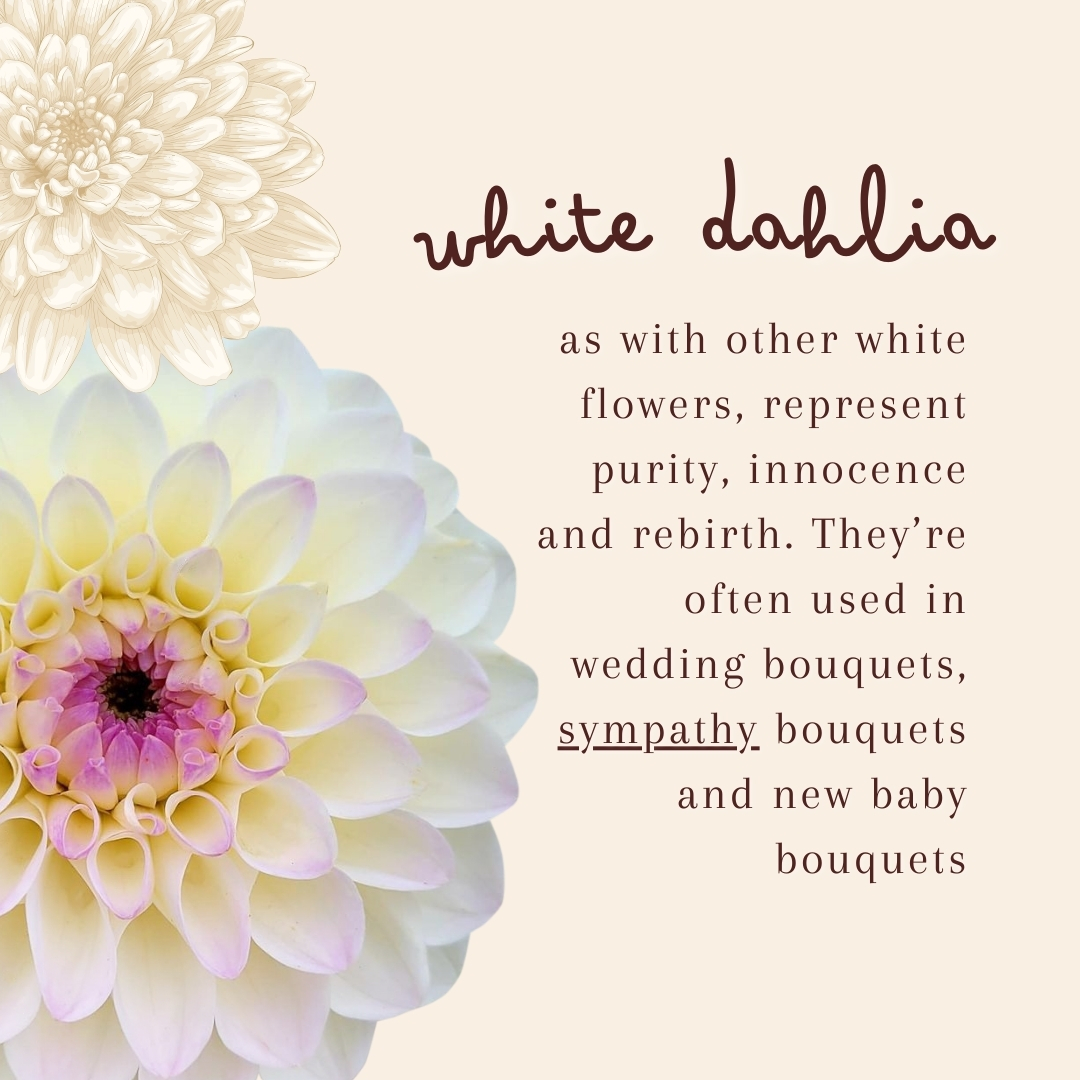 white dahlia
as with other white
flowers, represent
purity, innocence
and rebirth. They’re
often used in
wedding bouquets,
sympathy bouquets
and new baby
bouquets